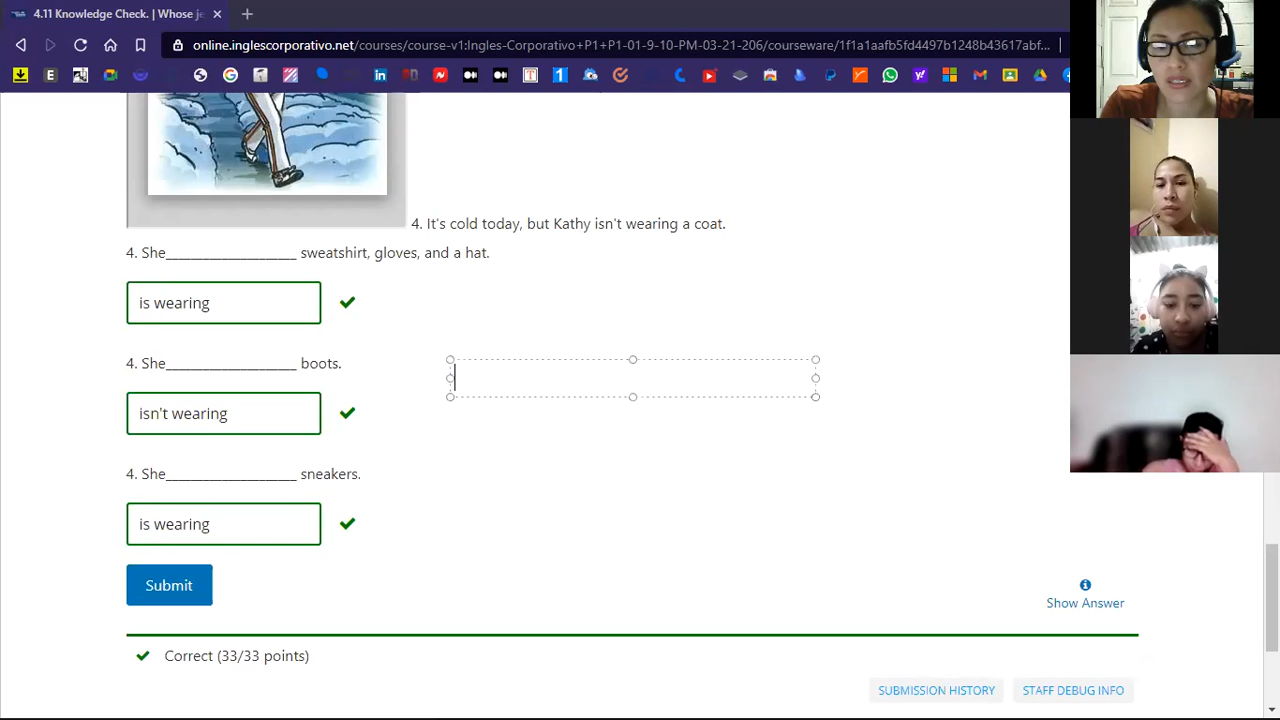 4.11 Knowledge Check. | Whose je
online.inglescorporativo.net/courses/course-v1:Ingles-Corporativo+P1+P1-01-9-10-PM-03-21-206/courseware/1f1a1aafb5fd4497b1248b43617abf...
4. It's cold today, but Kathy isn't wearing a coat.
4. She__________________ sweatshirt, gloves, and a hat.
is wearing
4. She__________________ boots.
isn't wearing
4. She__________________ sneakers.
is wearing
Submit
Show Answer
Correct (33/33 points)
SUBMISSION HISTORY
STAFF DEBUG INFO